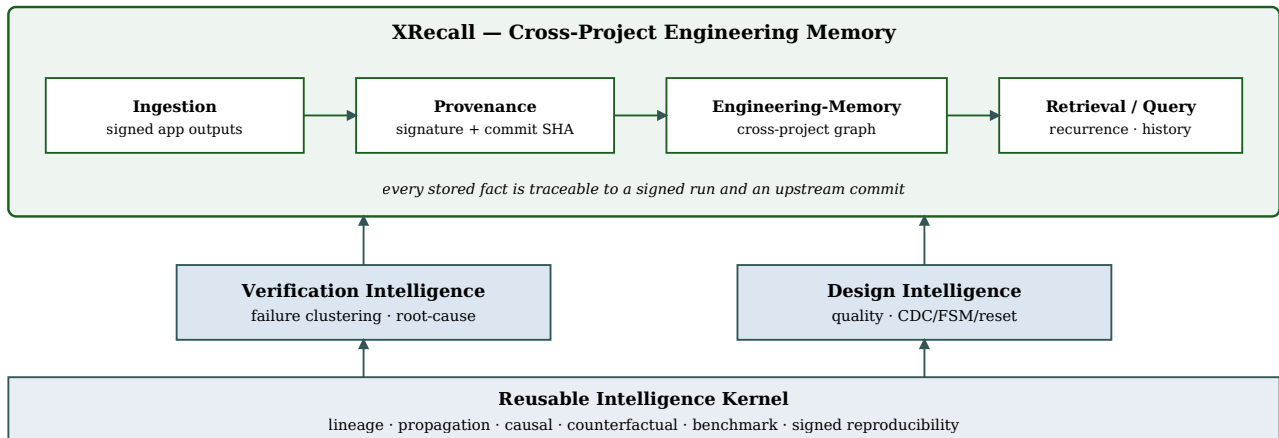 XRecall — Cross-Project Engineering Memory
Ingestion
signed app outputs
Provenance
signature + commit SHA
Engineering-Memory
cross-project graph
Retrieval / Query
recurrence · history
every stored fact is traceable to a signed run and an upstream commit
Verification Intelligence
failure clustering · root-cause
Design Intelligence
quality · CDC/FSM/reset
Reusable Intelligence Kernel
lineage · propagation · causal · counterfactual · benchmark · signed reproducibility